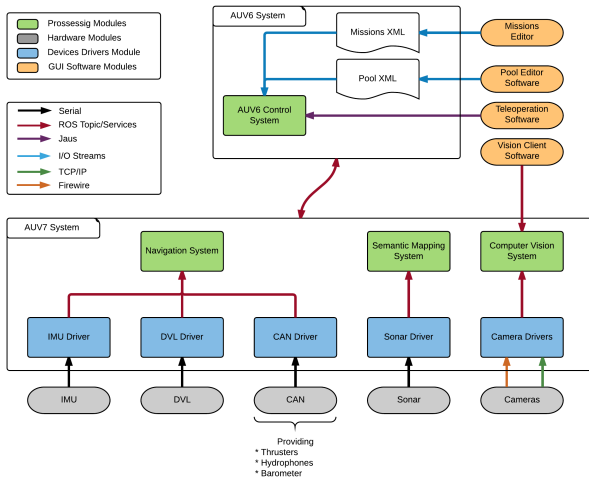 Prossessig Modules
Hardware Modules
Devices Drivers Module
GUI Software Modules
Serial
ROS Topic/Services
Jaus
I/O Streams
TCP/IP
Firewire
AUV6 System
Missions XML
Pool XML
AUV6 Control
System
Missions
Editor
Pool Editor
Software
Teleoperation
Software
Vision Client
Software
AUV7 System
Navigation System
Semantic Mapping
System
Computer Vision
System
IMU Driver
DVL Driver
CAN Driver
Sonar Driver
Camera Drivers
IMU
DVL
CAN
Sonar
Cameras
Providing
* Thrusters
* Hydrophones
* Barometer